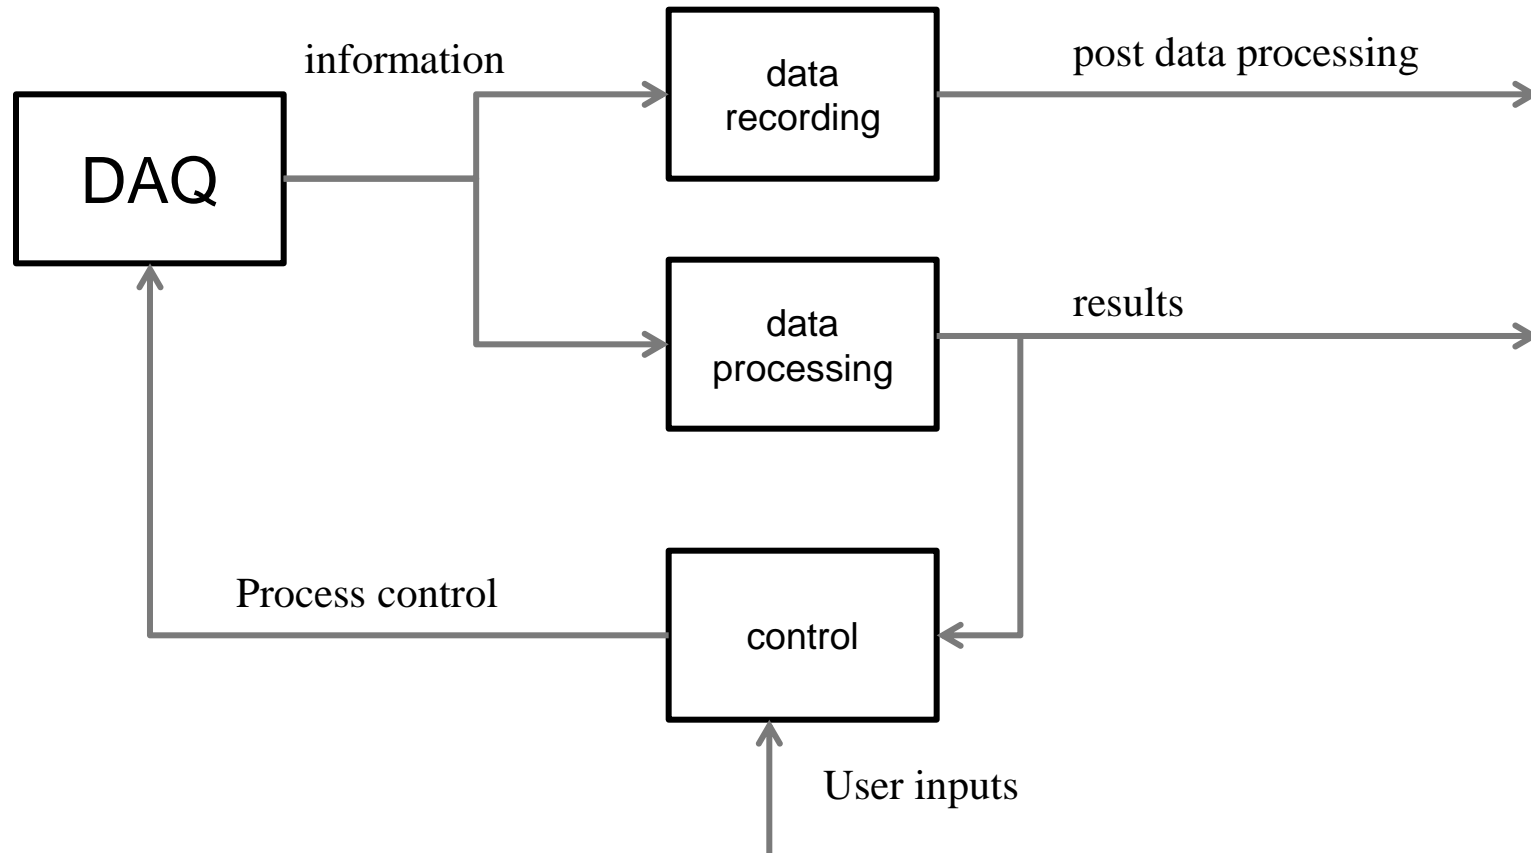 information
post data processing
data
recording
DAQ
results
data
processing
Process control
control
User inputs